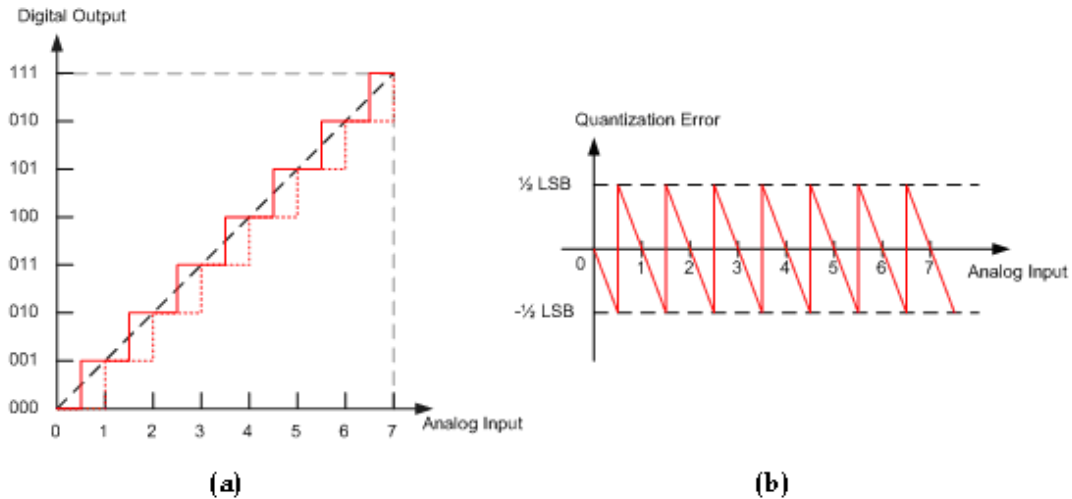 Digital Output
111
010
101
100
011
010
001
000
0 1 2 3 4 5 6 7
Analog Input
(a)
Quantization Error
½ LSB
0 1 2 3 4 5 6 7
Analog Input
-½ LSB
(b)